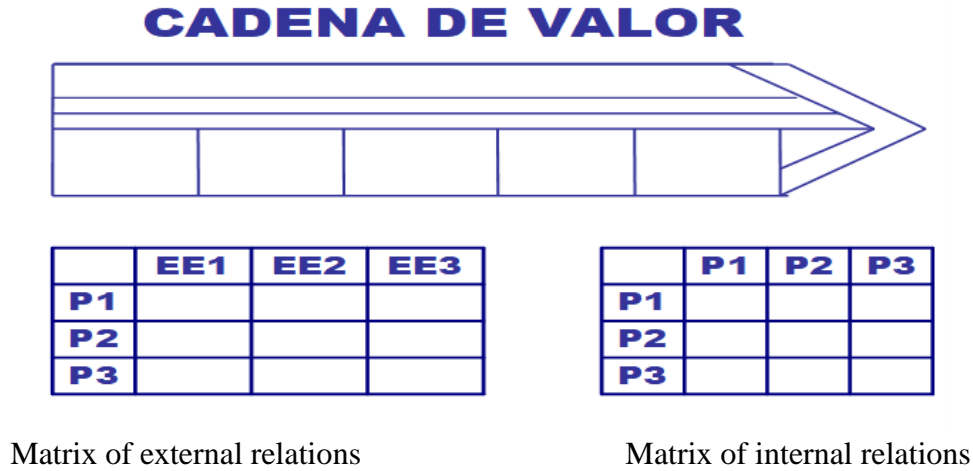 CADENA DE VALOR
EE1 EE2 EE3
P1
P2
P3
P1 P2 P3
P1
P2
P3
Matrix of external relations
Matrix of internal relations